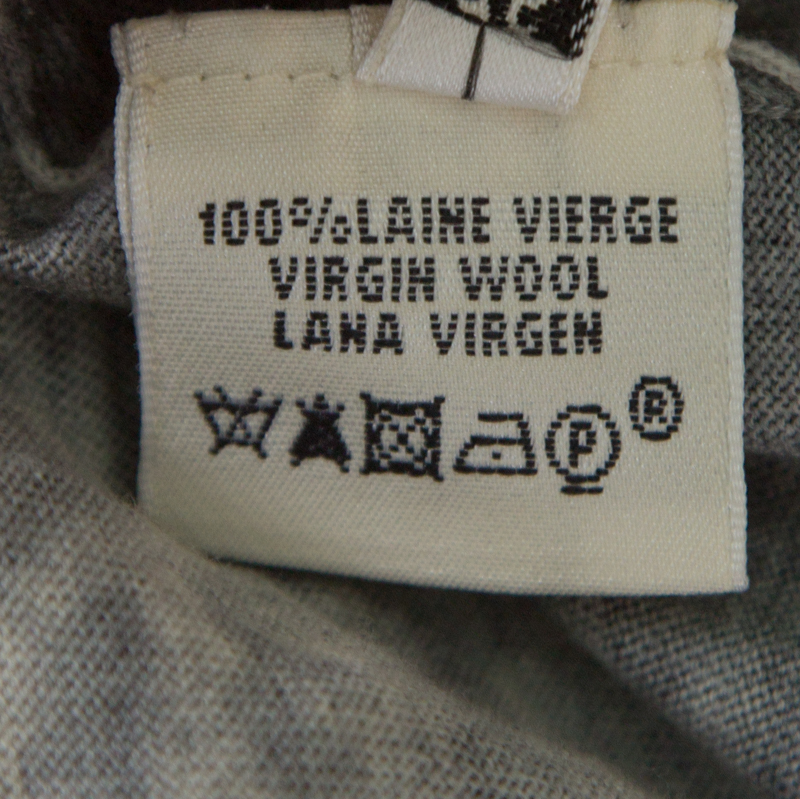 100%LAINE VIERGE
VIRGIN WOOL
LANA VIRGEN
P ®